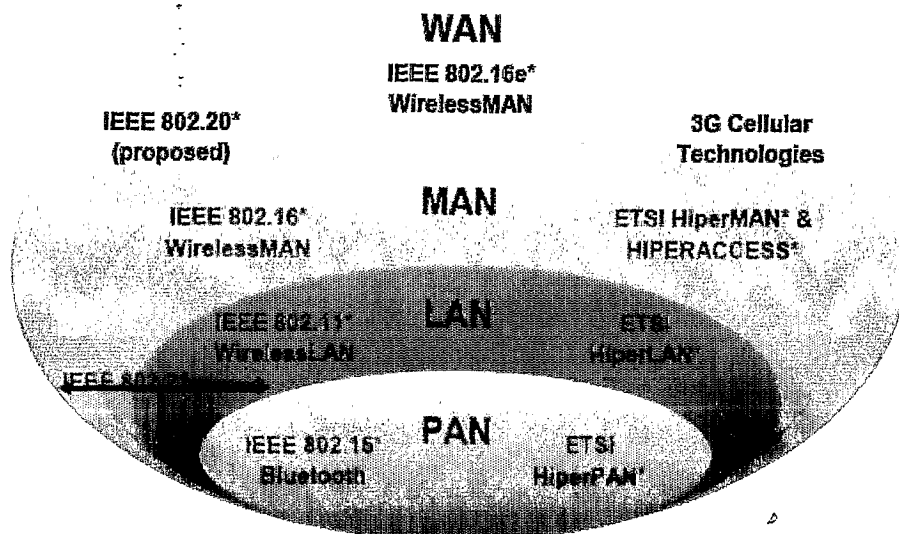 WAN
IEEE 802.16e*
WirelessMAN
IEEE 802.20*
(proposed)
3G Cellular
Technologies
MAN
IEEE 802.16*
WirelessMAN
ETSI HiperMAN* &
HIPERACCESS*
LAN
IEEE 802.11*
WirelessLAN
ETSI
HiperLAN*
IEEE
PAN
IEEE 802.15*
Bluetooth
ETSI
HiperPAN*